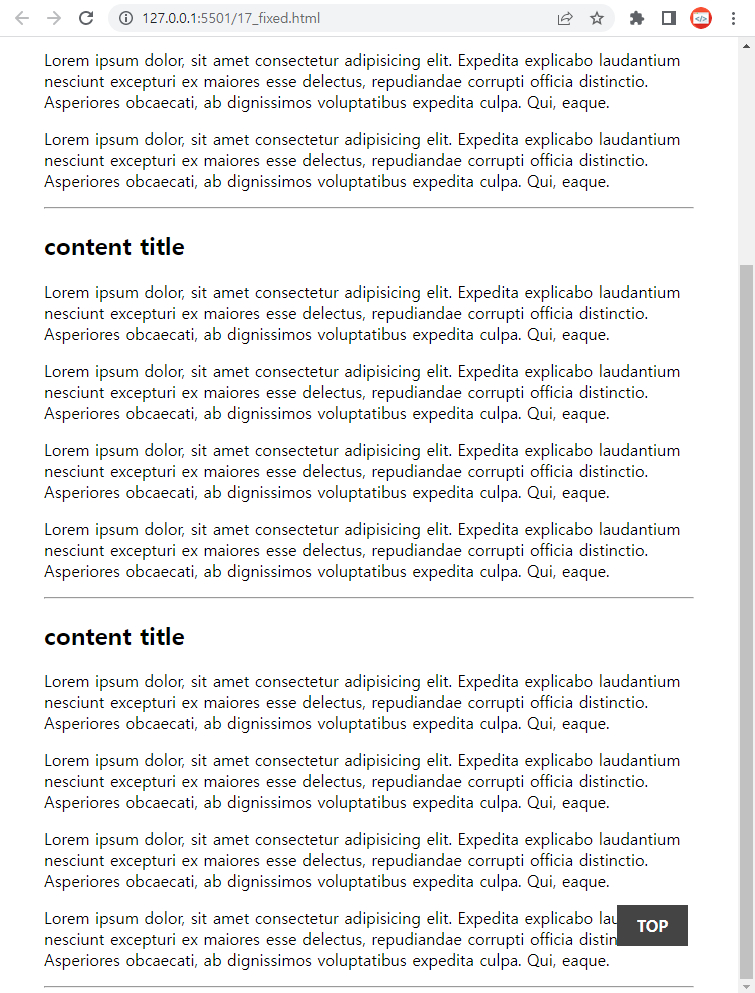 127.0.0.1:5501/17_fixed.html
Lorem ipsum dolor, sit amet consectetur adipisicing elit. Expedita explicabo laudantium
nesciunt excepturi ex maiores esse delectus, repudiandae corrupti officia distinctio.
Asperiores obcaecati, ab dignissimos voluptatibus expedita culpa. Qui, eaque.
Lorem ipsum dolor, sit amet consectetur adipisicing elit. Expedita explicabo laudantium
nesciunt excepturi ex maiores esse delectus, repudiandae corrupti officia distinctio.
Asperiores obcaecati, ab dignissimos voluptatibus expedita culpa. Qui, eaque.
content title
Lorem ipsum dolor, sit amet consectetur adipisicing elit. Expedita explicabo laudantium
nesciunt excepturi ex maiores esse delectus, repudiandae corrupti officia distinctio.
Asperiores obcaecati, ab dignissimos voluptatibus expedita culpa. Qui, eaque.
Lorem ipsum dolor, sit amet consectetur adipisicing elit. Expedita explicabo laudantium
nesciunt excepturi ex maiores esse delectus, repudiandae corrupti officia distinctio.
Asperiores obcaecati, ab dignissimos voluptatibus expedita culpa. Qui, eaque.
Lorem ipsum dolor, sit amet consectetur adipisicing elit. Expedita explicabo laudantium
nesciunt excepturi ex maiores esse delectus, repudiandae corrupti officia distinctio.
Asperiores obcaecati, ab dignissimos voluptatibus expedita culpa. Qui, eaque.
Lorem ipsum dolor, sit amet consectetur adipisicing elit. Expedita explicabo laudantium
nesciunt excepturi ex maiores esse delectus, repudiandae corrupti officia distinctio.
Asperiores obcaecati, ab dignissimos voluptatibus expedita culpa. Qui, eaque.
content title
Lorem ipsum dolor, sit amet consectetur adipisicing elit. Expedita explicabo laudantium
nesciunt excepturi ex maiores esse delectus, repudiandae corrupti officia distinctio.
Asperiores obcaecati, ab dignissimos voluptatibus expedita culpa. Qui, eaque.
Lorem ipsum dolor, sit amet consectetur adipisicing elit. Expedita explicabo laudantium
nesciunt excepturi ex maiores esse delectus, repudiandae corrupti officia distinctio.
Asperiores obcaecati, ab dignissimos voluptatibus expedita culpa. Qui, eaque.
Lorem ipsum dolor, sit amet consectetur adipisicing elit. Expedita explicabo laudantium
nesciunt excepturi ex maiores esse delectus, repudiandae corrupti officia distinctio.
Asperiores obcaecati, ab dignissimos voluptatibus expedita culpa. Qui, eaque.
Lorem ipsum dolor, sit amet consectetur adipisicing elit. Expedita explicabo
nesciunt excepturi ex maiores esse delectus, repudiandae corrupti officia
TOP
Asperiores obcaecati, ab dignissimos voluptatibus expedita culpa. Qui, eaque.